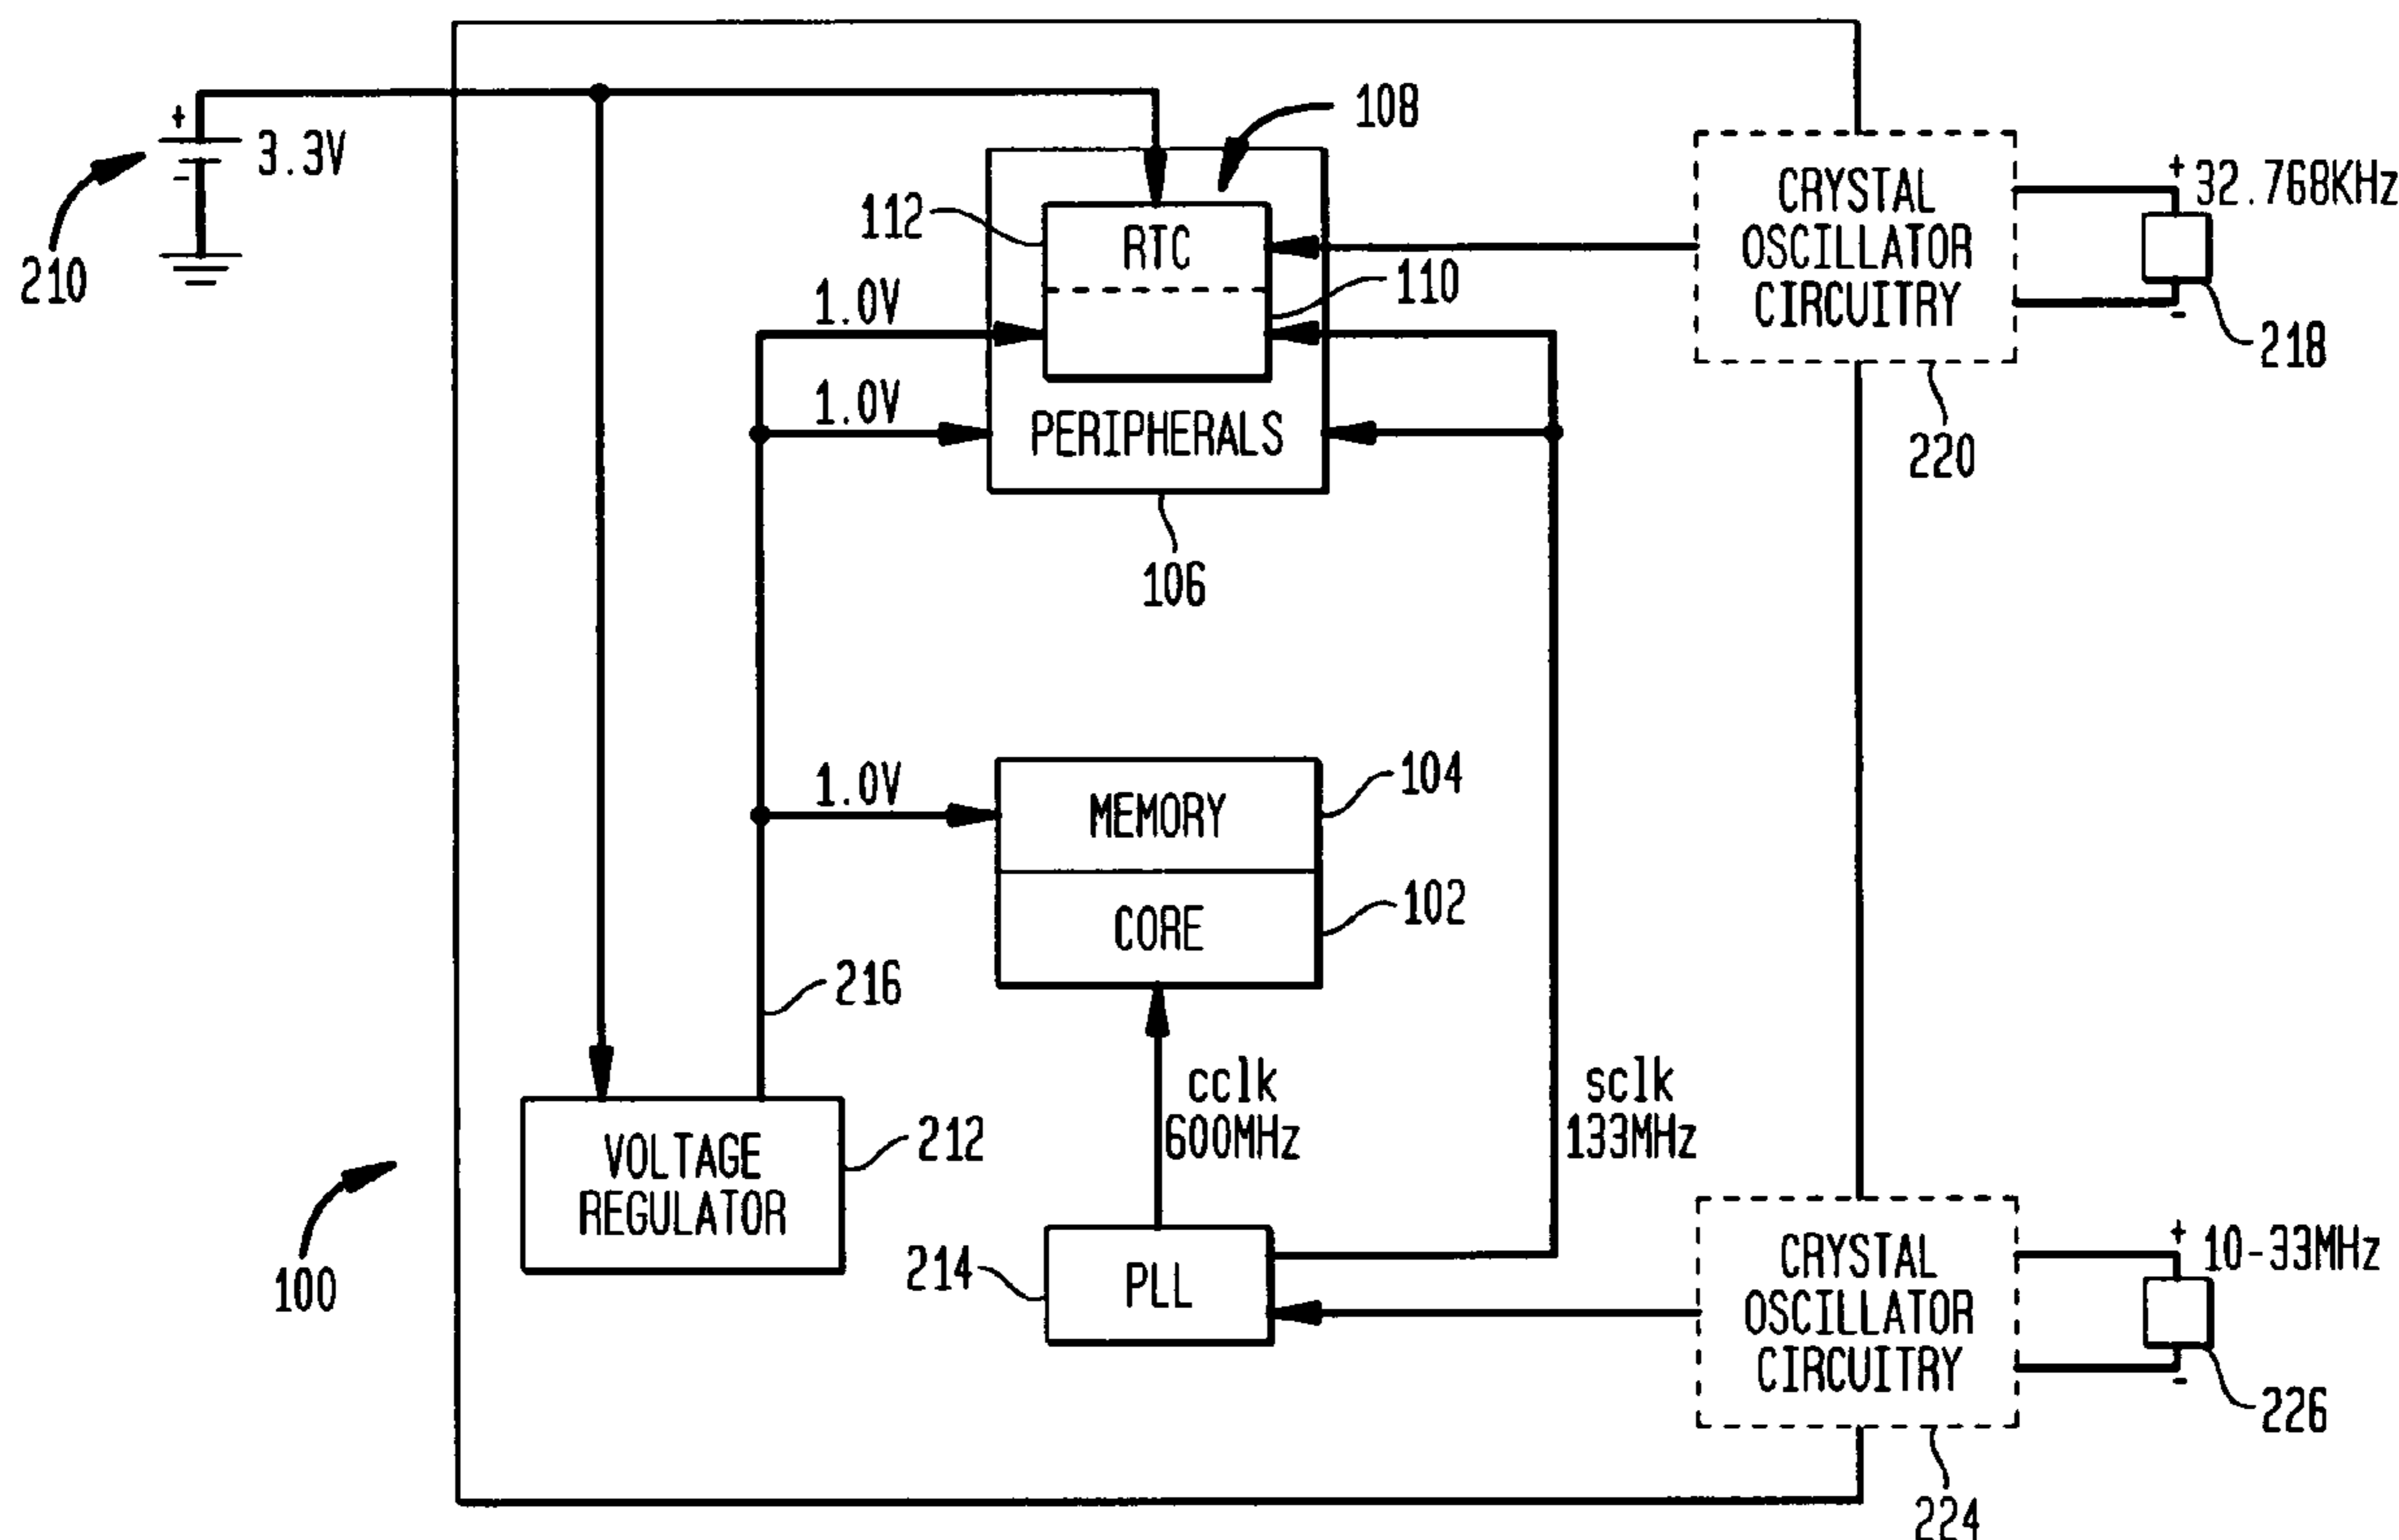 +
3.3V
-
210
108
112
RTC
110
1.0V
1.0V
PERIPHERALS
106
CRYSTAL
OSCILLATOR
CIRCUITRY
220
+
32.768KHz
-
218
1.0V
MEMORY
104
CORE
102
216
cclk
600MHz
sclk
133MHz
VOLTAGE
REGULATOR
212
100
214
PLL
CRYSTAL
OSCILLATOR
CIRCUITRY
224
+
10-33MHz
-
226